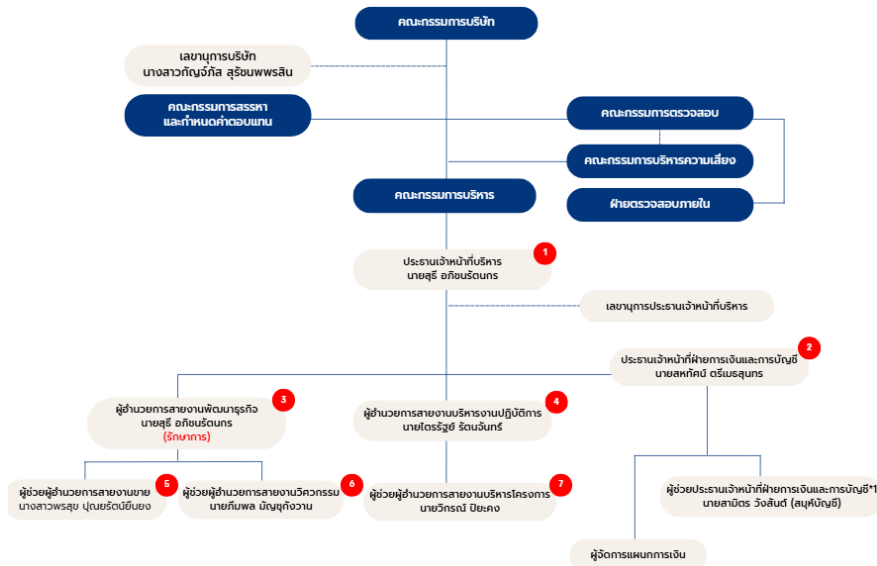 คณะกรรมการบริษัท
เลขานุการบริษัท
นางสาวกัญจ์ภัส สุรัชนพพรสิน
คณะกรรมการสรรหา
และกำหนดค่าตอบแทน
คณะกรรมการตรวจสอบ
คณะกรรมการบริหารความเสี่ยง
คณะกรรมการบริหาร
ฝ่ายตรวจสอบภายใน
1
ประธานเจ้าหน้าที่บริหาร
นายสุธี อภิชนรัตนกร
เลขานุการประธานเจ้าหน้าที่บริหาร
2
ประธานเจ้าหน้าที่ฝ่ายการเงินและการบัญชี
นายสหทัศน์ ตรีเมธสุนทร
3
ผู้อำนวยการสายงานพัฒนาธุรกิจ
นายสุธี อภิชนรัตนกร
(รักษาการ)
4
ผู้อำนวยการสายงานบริหารงานปฏิบัติการ
นายไตรรัฐย์ รัตนจันทร์
5
ผู้ช่วยผู้อำนวยการสายงานขาย
นางสาวพรสุข ปุณยรัตน์ยืนยง
6
ผู้ช่วยผู้อำนวยการสายงานวิศวกรรม
นายภีมพล มัญชุกังวาน
7
ผู้ช่วยผู้อำนวยการสายงานบริหารโครงการ
นายวิกรณ์ ปิยะคง
ผู้ช่วยประธานเจ้าหน้าที่ฝ่ายการเงินและการบัญชี*1
นายสามิตร วังสันต์ (สมุห์บัญชี)
ผู้จัดการแผนกการเงิน